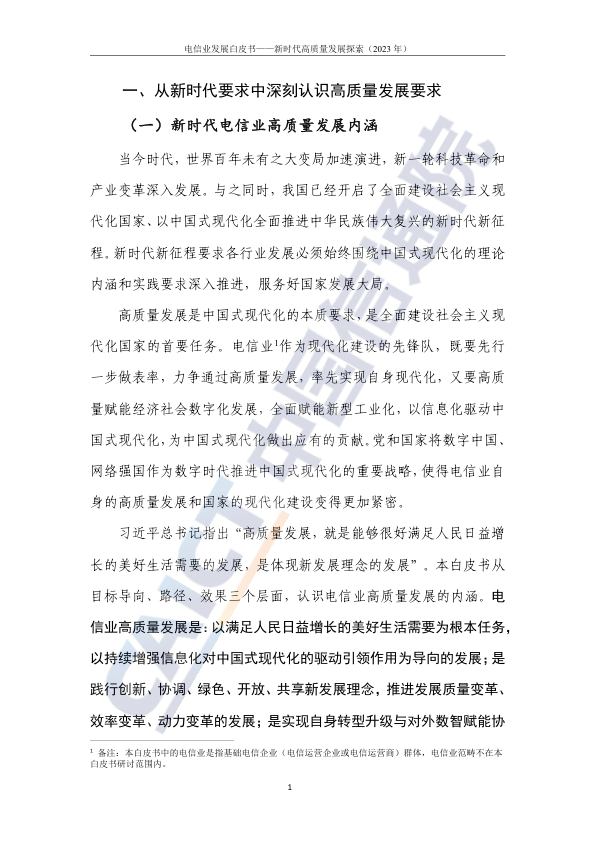 电信业发展白皮书——新时代高质量发展探索（2023 年）
一、从新时代要求中深刻认识高质量发展要求
（一）新时代电信业高质量发展内涵
当今时代，世界百年未有之大变局加速演进，新一轮科技革命和
产业变革深入发展。与之同时，我国已经开启了全面建设社会主义现
代化国家、以中国式现代化全面推进中华民族伟大复兴的新时代新征
程。新时代新征程要求各行业发展必须始终围绕中国式现代化的理论
内涵和实践要求深入推进，服务好国家发展大局。
高质量发展是中国式现代化的本质要求，是全面建设社会主义现
代化国家的首要任务。电信业1作为现代化建设的先锋队，既要先行
一步做表率，力争通过高质量发展，率先实现自身现代化，又要高质
量赋能经济社会数字化发展，全面赋能新型工业化，以信息化驱动中
国式现代化，为中国式现代化做出应有的贡献。党和国家将数字中国、
网络强国作为数字时代推进中国式现代化的重要战略，使得电信业自
身的高质量发展和国家的现代化建设变得更加紧密。
习近平总书记指出“高质量发展，就是能够很好满足人民日益增
长的美好生活需要的发展，是体现新发展理念的发展”。本白皮书从
目标导向、路径、效果三个层面，认识电信业高质量发展的内涵。电
信业高质量发展是：以满足人民日益增长的美好生活需要为根本任务，
以持续增强信息化对中国式现代化的驱动引领作用为导向的发展；是
践行创新、协调、绿色、开放、共享新发展理念，推进发展质量变革、
效率变革、动力变革的发展；是实现自身转型升级与对外数智赋能协
1 备注：本白皮书中的电信业是指基础电信企业（电信运营企业或电信运营商）群体，电信业范畴不在本
白皮书研讨范围内。
1
CAICT 中国信通院